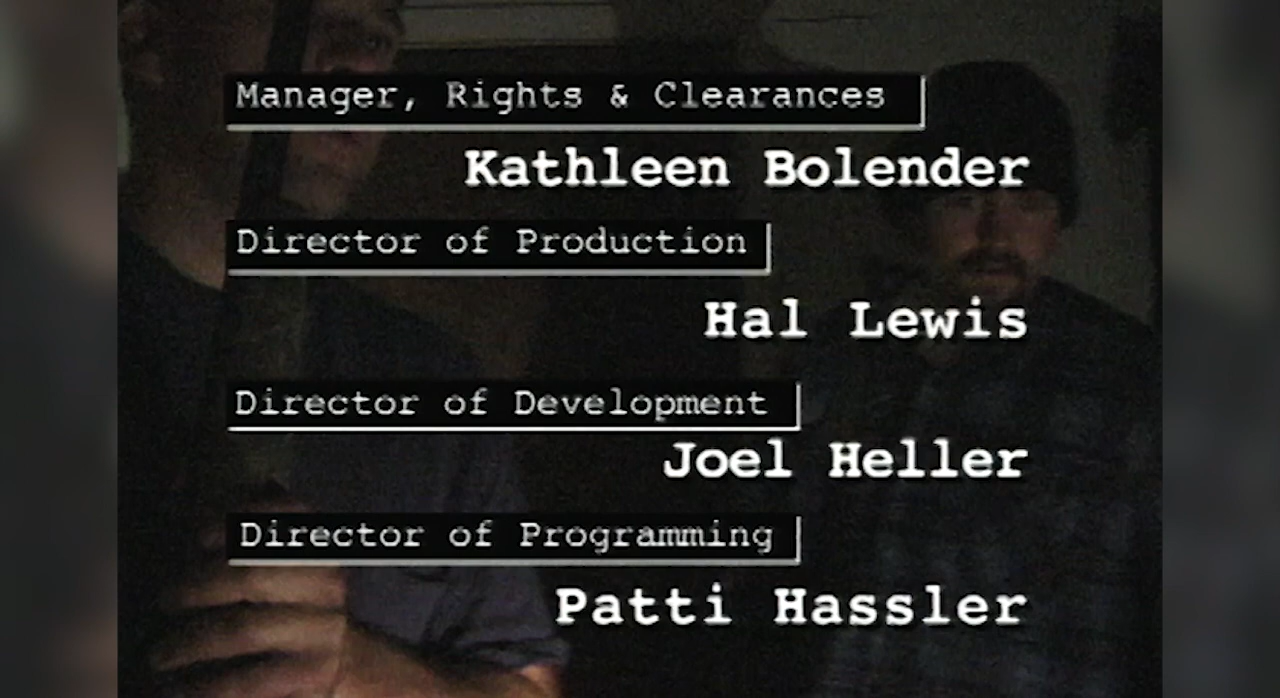 Manager, Rights & Clearances
Kathleen Bolender
Director of Production
Hal Lewis
Director of Development
Joel Heller
Director of Programming
Patti Hassler